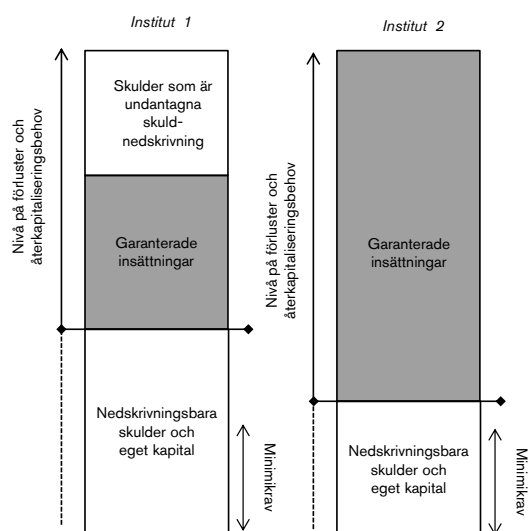 Institut 1
Nivå på förluster och
återkapitaliseringsbehov
Skulder som är
undantagna
skuld-
nedskrivning
Garanterade
insättningar
Nedskrivningsbara
skulder och
eget kapital
Minimikrav
Institut 2
Nivå på förluster och
återkapitaliseringsbehov
Garanterade
insättningar
Nedskrivningsbara
skulder och
eget kapital
Minimikrav